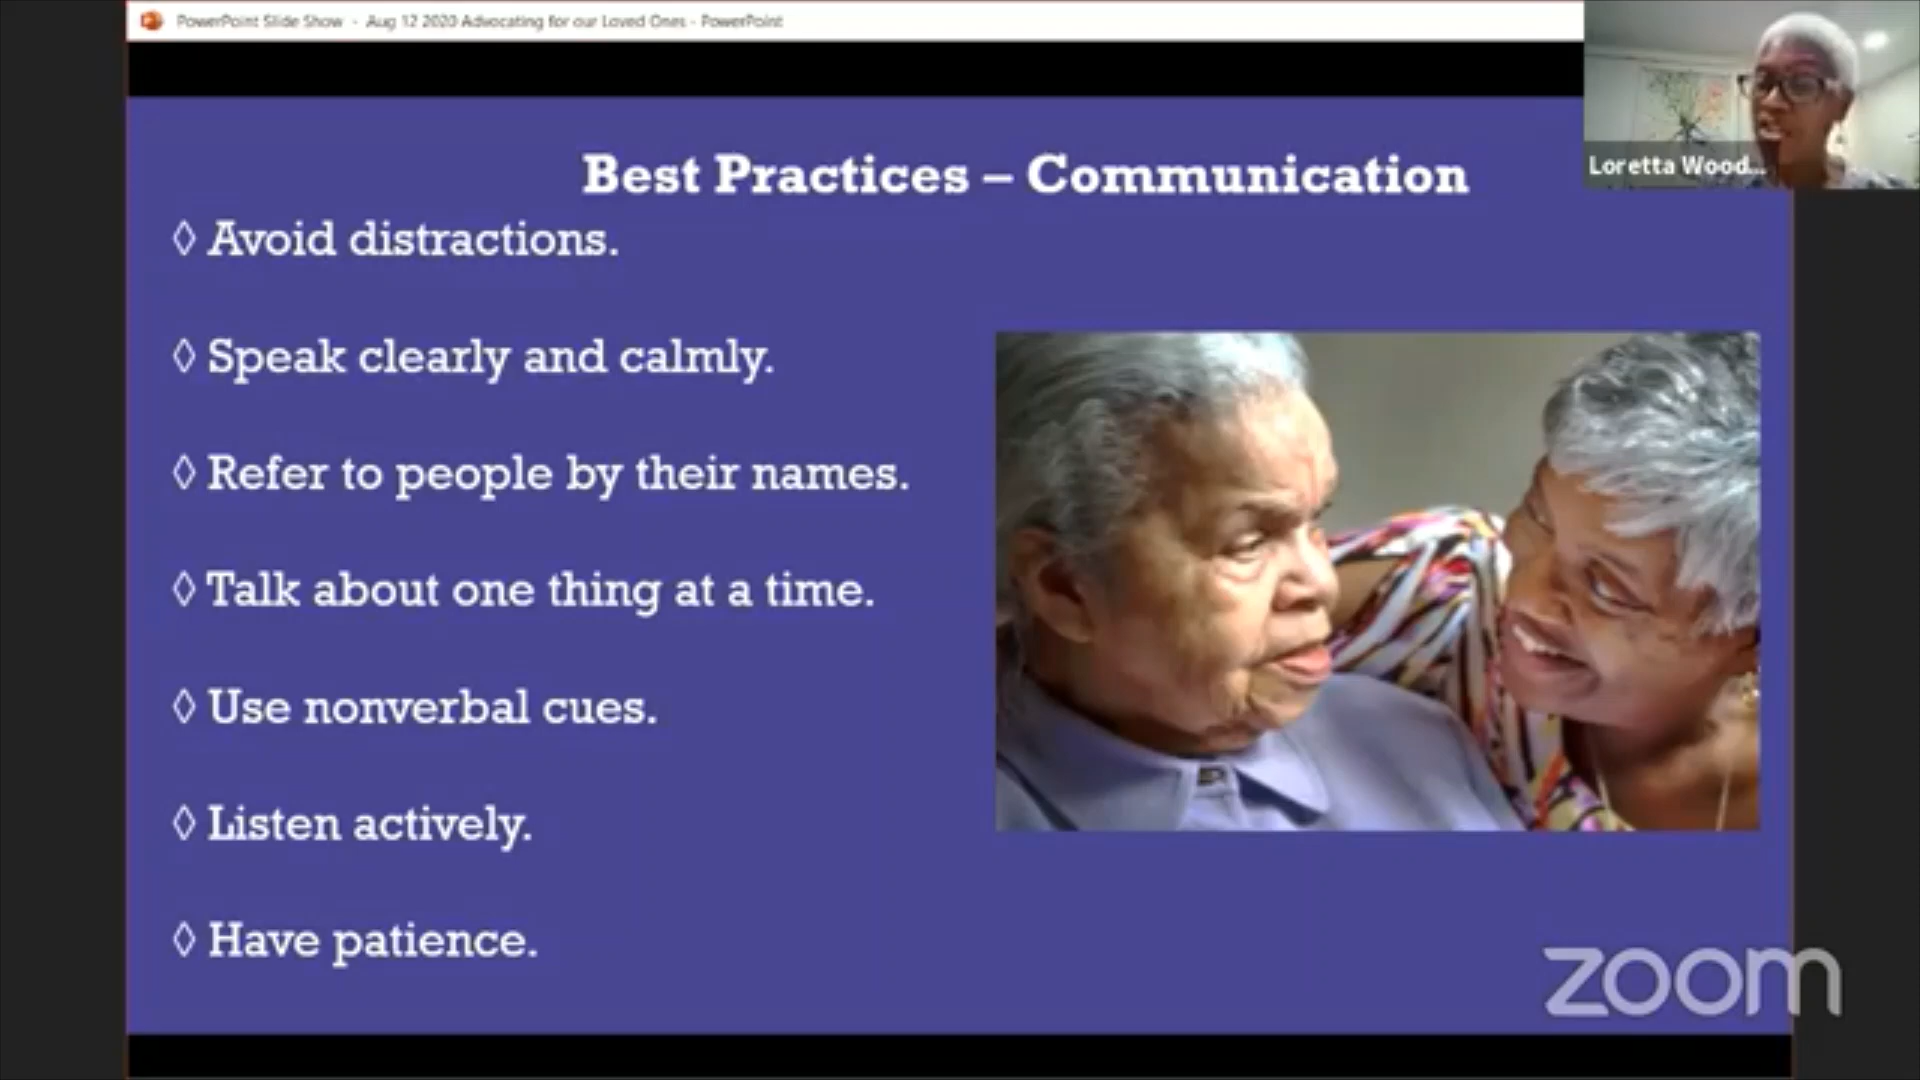 PowerPoint Slide Show - Aug 12 2020 Advocating for our Loved Ones - PowerPoint
Loretta Wood...
Best Practices – Communication
◊ Avoid distractions.
◊ Speak clearly and calmly.
◊ Refer to people by their names.
◊ Talk about one thing at a time.
◊ Use nonverbal cues.
◊ Listen actively.
◊ Have patience.
zoom